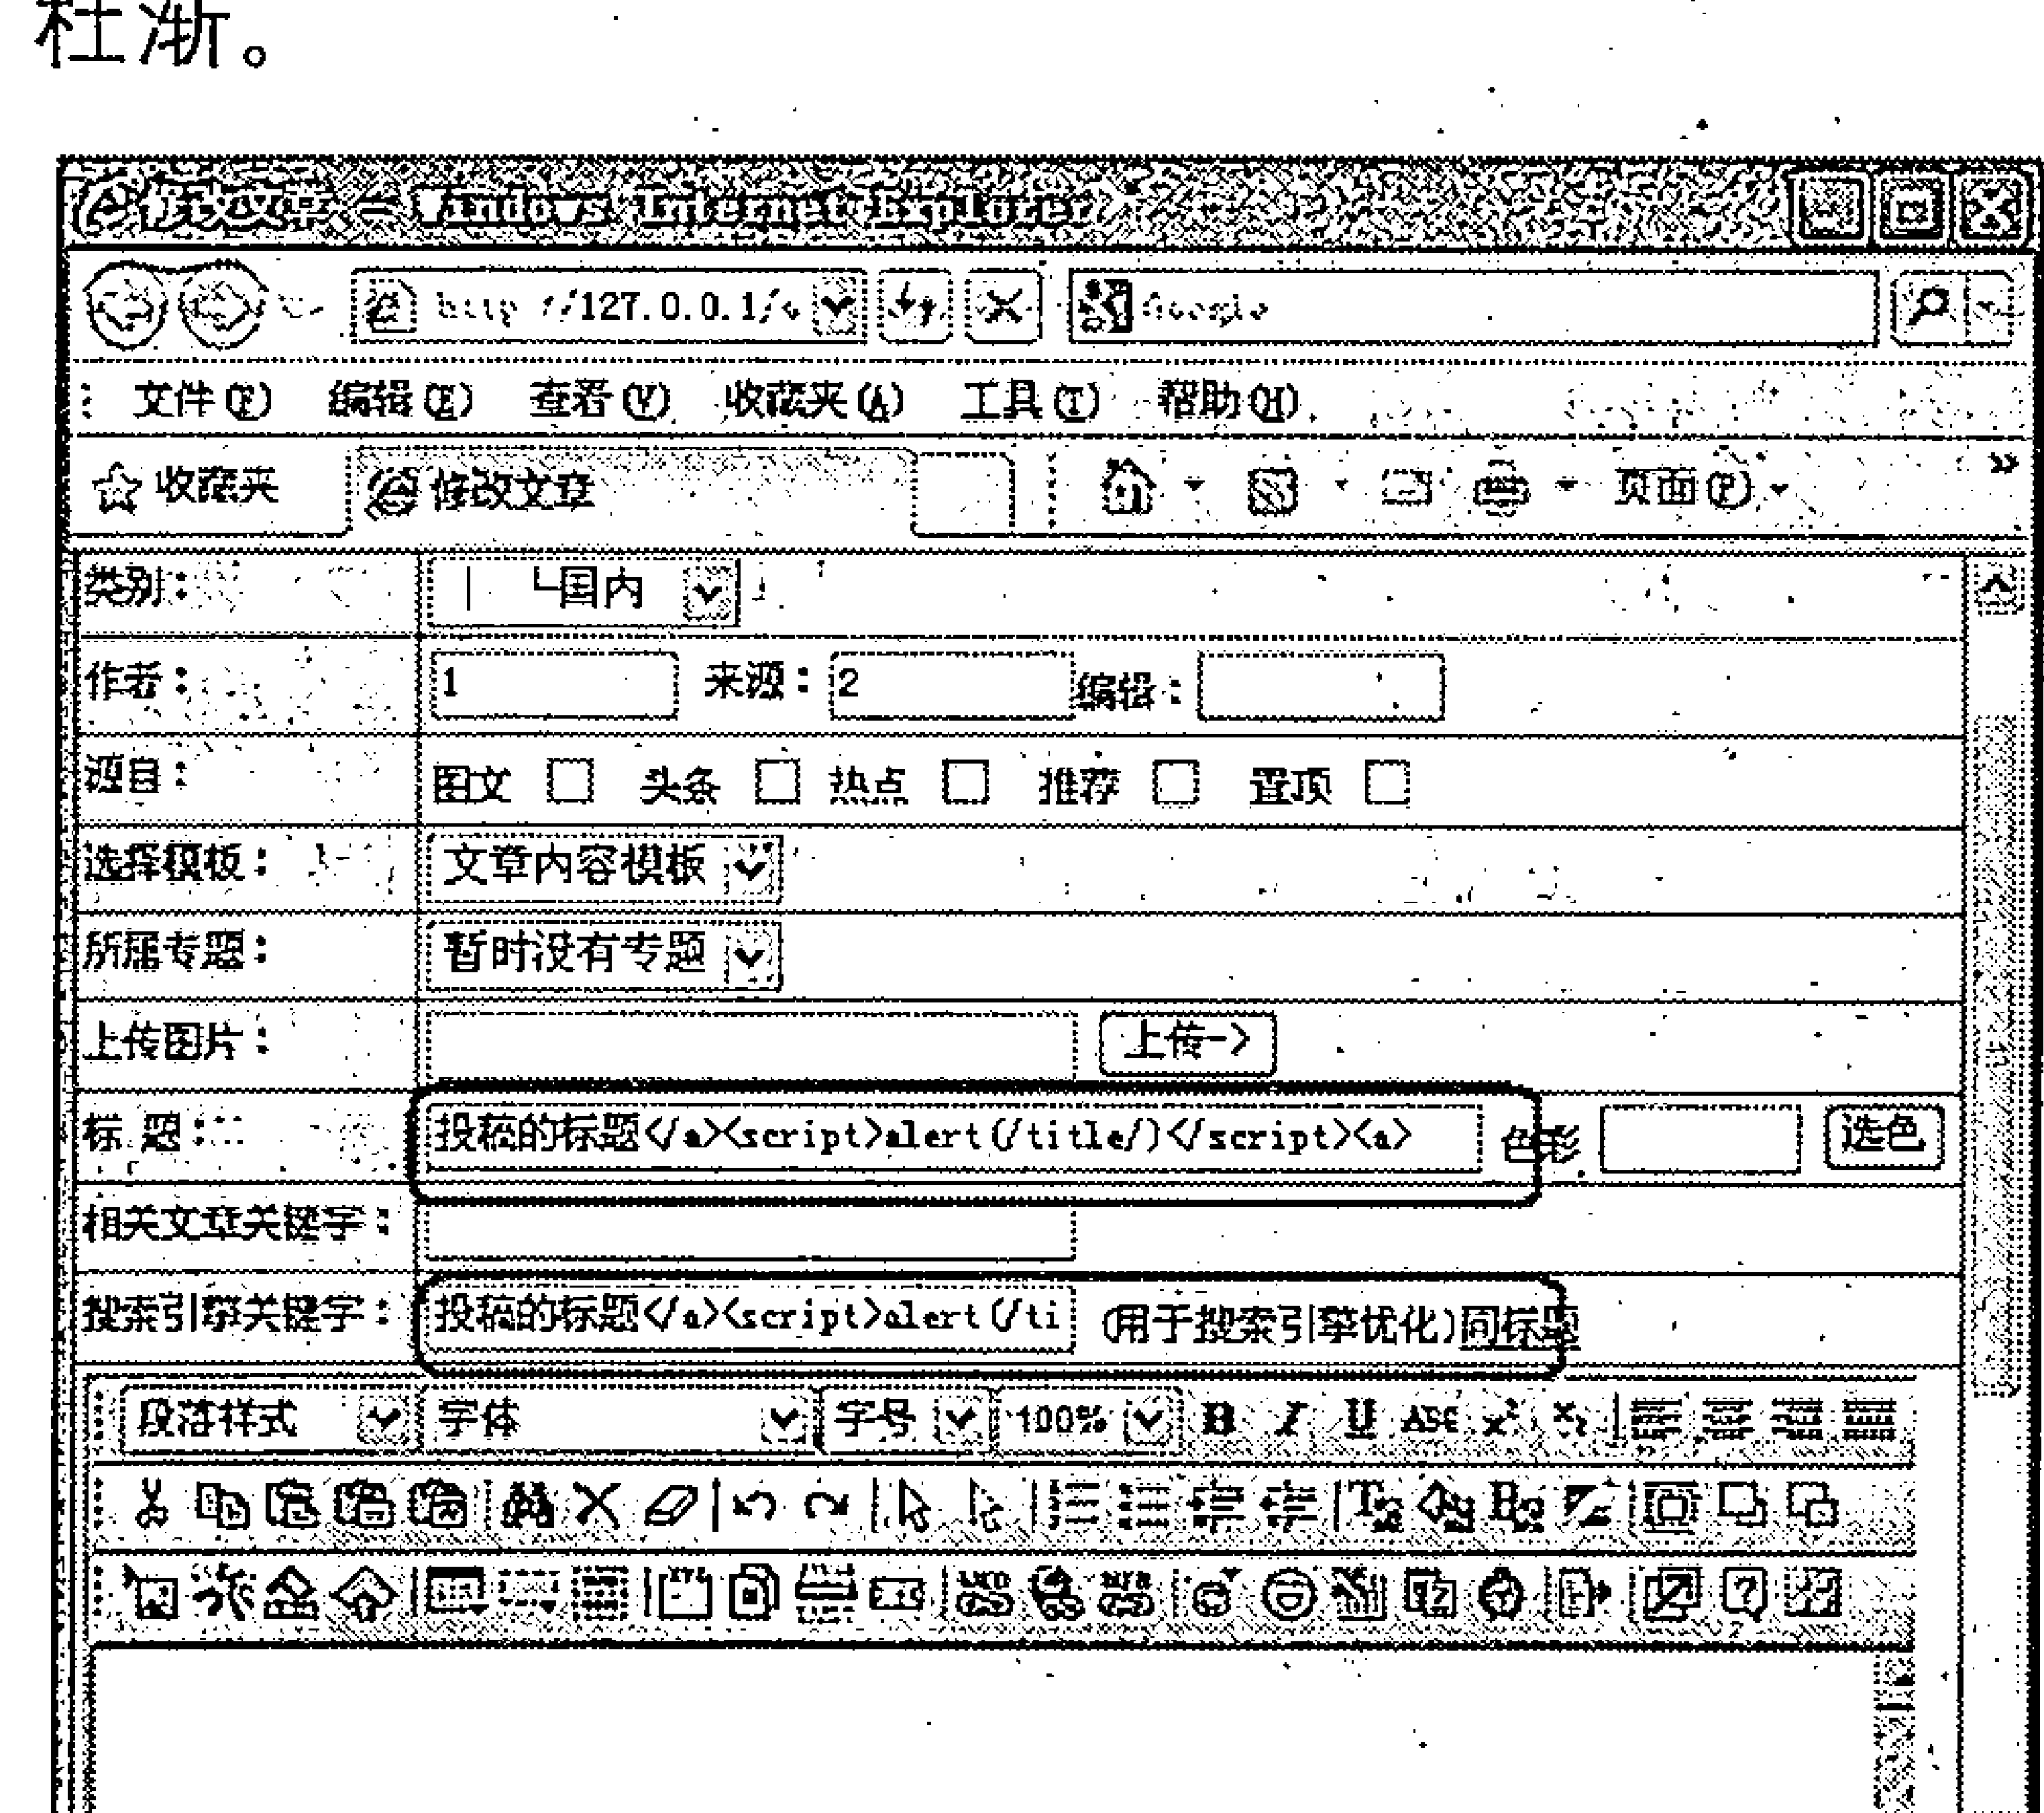 杜渐。
修改文章 - Windows Internet Explorer
http://127.0.0.1/ Google
文件(F) 编辑(E) 查看(V) 收藏夹(A) 工具(T) 帮助(H)
收藏夹 修改文章 页面(P) »
类别: | └国内
作者: 1 来源: 2 编辑:
源自: 图文 头条 热点 推荐 置顶
选择模板: 文章内容模板
所属专题: 暂时没有专题
上传图片: 上传->
标 题: 投稿的标题</a><script>alert(/title/)</script><a> 色彩 选色
相关文章关键字:
搜索引擎关键字: 投稿的标题</a><script>alert(/ti (用于搜索引擎优化)同标题
段落样式 字体 字号 100% B I U ABC x² x₂